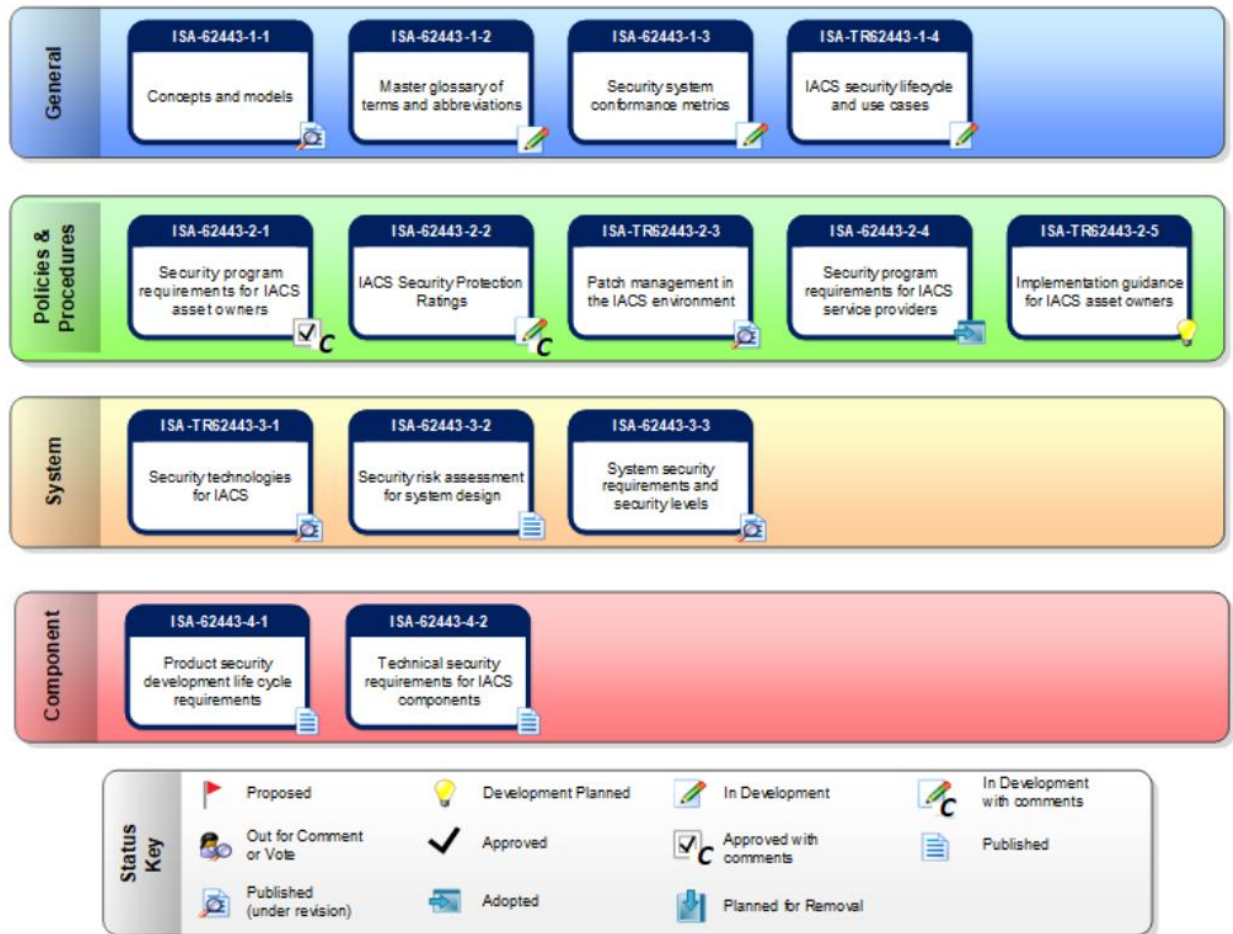 General
ISA-62443-1-1
Concepts and models
ISA-62443-1-2
Master glossary of
terms and abbreviations
ISA-62443-1-3
Security system
conformance metrics
ISA-TR62443-1-4
IACS security lifecycle
and use cases
Policies &
Procedures
ISA-62443-2-1
Security program
requirements for IACS
asset owners
C
ISA-62443-2-2
IACS Security Protection
Ratings
C
ISA-TR62443-2-3
Patch management in
the IACS environment
ISA-62443-2-4
Security program
requirements for IACS
service providers
ISA-TR62443-2-5
Implementation guidance
for IACS asset owners
System
ISA-TR62443-3-1
Security technologies
for IACS
ISA-62443-3-2
Security risk assessment
for system design
ISA-62443-3-3
System security
requirements and
security levels
Component
ISA-62443-4-1
Product security
development life cycle
requirements
ISA-62443-4-2
Technical security
requirements for IACS
components
Status
Key
Proposed
Development Planned
In Development
C
In Development
with comments
Out for Comment
or Vote
Approved
C
Approved with
comments
Published
Published
(under revision)
Adopted
Planned for Removal